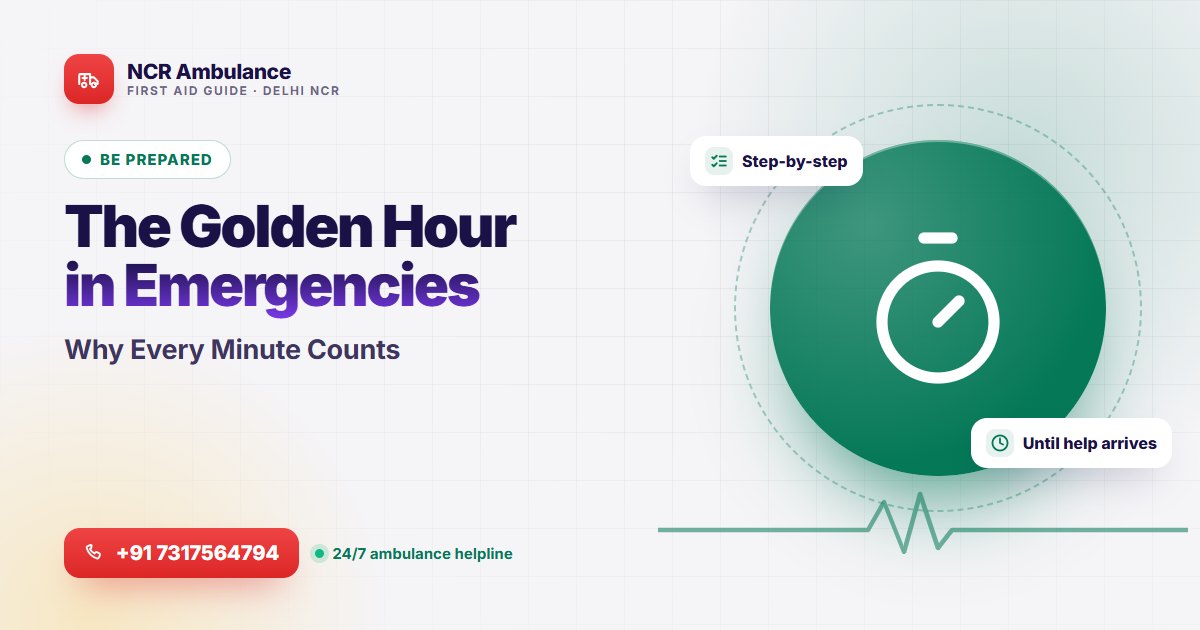 NCR Ambulance
FIRST AID GUIDE · DELHI NCR
BE PREPARED
The Golden Hour
in Emergencies
Why Every Minute Counts
Step-by-step
Until help arrives
+91 7317564794
24/7 ambulance helpline